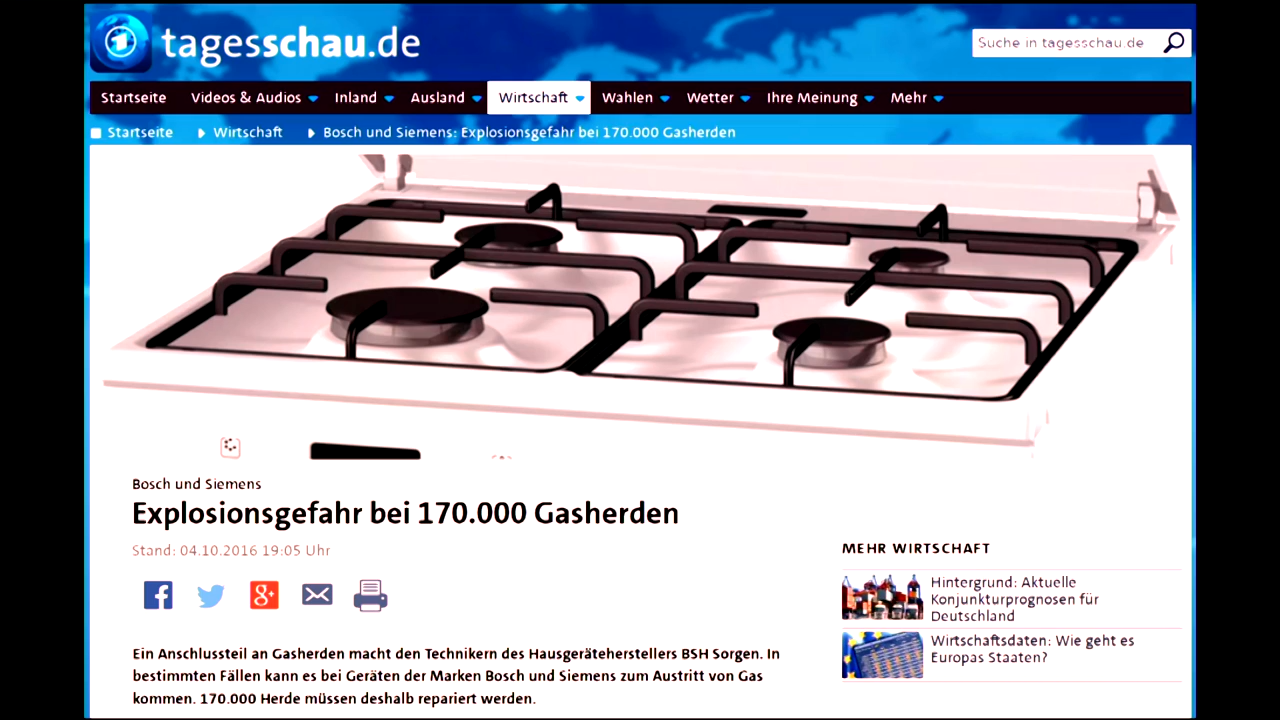 tagesschau.de
Suche in tagesschau.de
Startseite Videos & Audios Inland Ausland Wirtschaft Wahlen Wetter Ihre Meinung Mehr
Startseite Wirtschaft Bosch und Siemens: Explosionsgefahr bei 170.000 Gasherden
Bosch und Siemens
Explosionsgefahr bei 170.000 Gasherden
Stand: 04.10.2016 19:05 Uhr
Ein Anschlussteil an Gasherden macht den Technikern des Hausgeräteherstellers BSH Sorgen. In
bestimmten Fällen kann es bei Geräten der Marken Bosch und Siemens zum Austritt von Gas
kommen. 170.000 Herde müssen deshalb repariert werden.
MEHR WIRTSCHAFT
Hintergrund: Aktuelle
Konjunkturprognosen für
Deutschland
Wirtschaftsdaten: Wie geht es
Europas Staaten?